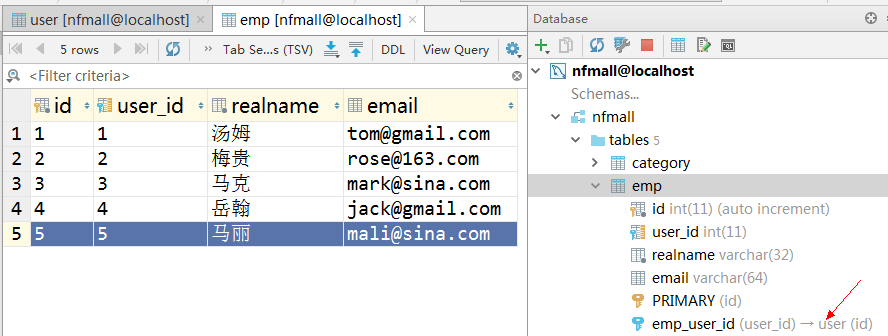 user [nfmall@localhost] × emp [nfmall@localhost] ×
5 rows >> Tab Se...s (TSV) DDL View Query
<Filter criteria>
id user_id realname email
1 1 1 汤姆 tom@gmail.com
2 2 2 梅贵 rose@163.com
3 3 3 马克 mark@sina.com
4 4 4 岳翰 jack@gmail.com
5 5 5 马丽 mali@sina.com
Database
nfmall@localhost
Schemas...
nfmall
tables 5
category
emp
id int(11) (auto increment)
user_id int(11)
realname varchar(32)
email varchar(64)
PRIMARY (id)
emp_user_id (user_id) → user (id)